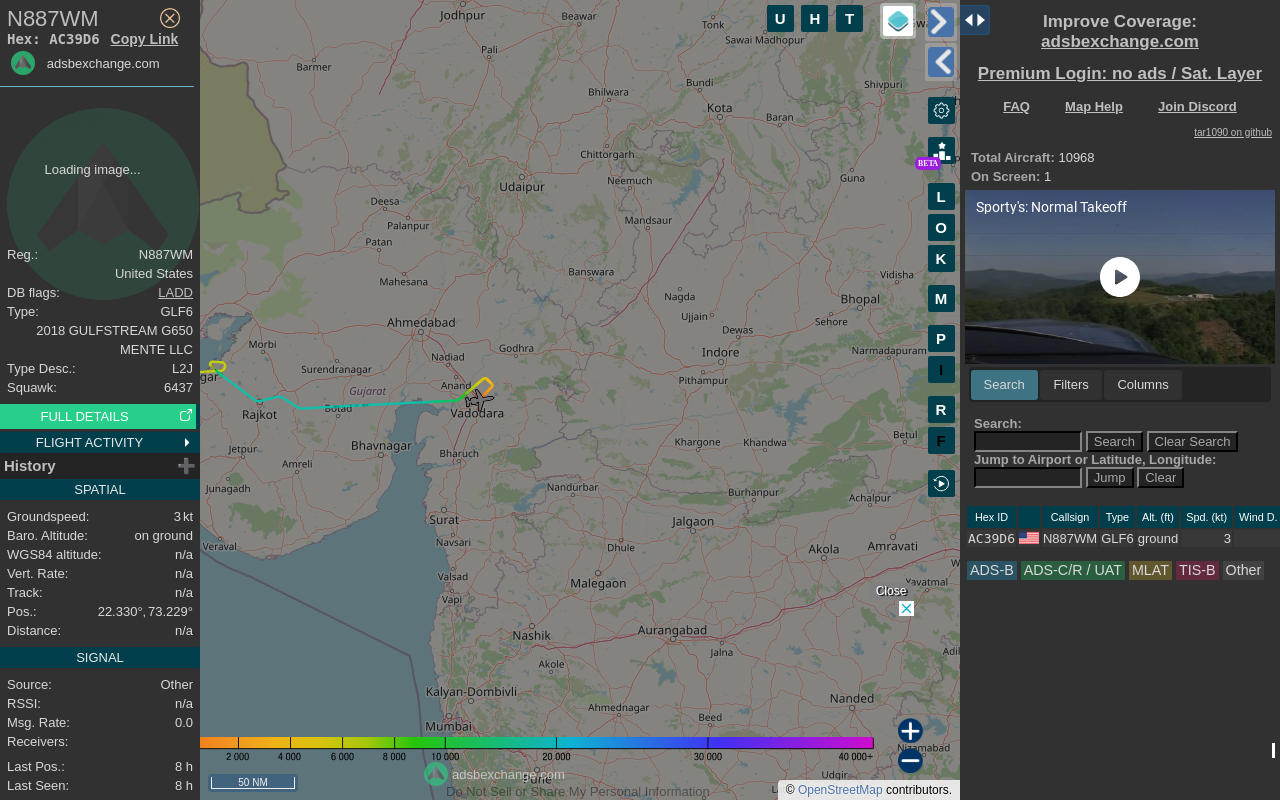 N887WM
Hex: AC39D6 Copy Link
adsbexchange.com
Loading image...
Reg.: N887WM
United States
DB flags: LADD
Type: GLF6
2018 GULFSTREAM G650
MENTE LLC
Type Desc.: L2J
Squawk: 6437
FULL DETAILS
FLIGHT ACTIVITY
History
SPATIAL
Groundspeed: 3 kt
Baro. Altitude: on ground
WGS84 altitude: n/a
Vert. Rate: n/a
Track: n/a
Pos.: 22.330°, 73.229°
Distance: n/a
SIGNAL
Source: Other
RSSI: n/a
Msg. Rate: 0.0
Receivers:
Last Pos.: 8 h
Last Seen: 8 h
Jodhpur
Beawar
Tonk
Sawai Madhopur
Pali
Barmer
Bundi
Shivpuri
Bhilwara
Kota
Baran
Chittorgarh
Neemuch
Guna
Udaipur
Deesa
Palanpur
Mandsaur
Patan
Mahesana
Banswara
Vidisha
Nagda
Bhopal
Ujjain
Sehore
Ahmedabad
Dewas
Morbi
Godhra
Indore
Narmadapuram
Nadiad
Surendranagar
Pithampur
gar
Anand
Gujarat
Rajkot
Botad
Vadodara
Betul
Khargone
Khandwa
Jetpur
Bhavnagar
Bharuch
Amreli
Junagadh
Nandurbar
Burhanpur
Achalpur
Surat
Jalgaon
Veraval
Navsari
Dhule
Akola
Amravati
Valsad
Malegaon
Yavatmal
Vapi
Nashik
Aurangabad
Jalna
Akole
Adil
Kalyan-Dombivli
Ahmednagar
Nanded
Mumbai
Beed
Nizamabad
Pune
Udgir
U H T
BETA
L
O
K
M
P
I
R
F
Close
2 000 4 000 6 000 8 000 10 000 20 000 30 000 40 000+
50 NM
adsbexchange.com
Do Not Sell or Share My Personal Information
© OpenStreetMap contributors.
Improve Coverage:
adsbexchange.com
Premium Login: no ads / Sat. Layer
FAQ Map Help Join Discord
tar1090 on github
Total Aircraft: 10968
On Screen: 1
Sporty's: Normal Takeoff
Search Filters Columns
Search:
Search Clear Search
Jump to Airport or Latitude, Longitude:
Jump Clear
Hex ID Callsign Type Alt. (ft) Spd. (kt) Wind D.
AC39D6 N887WM GLF6 ground 3
ADS-B ADS-C/R / UAT MLAT TIS-B Other